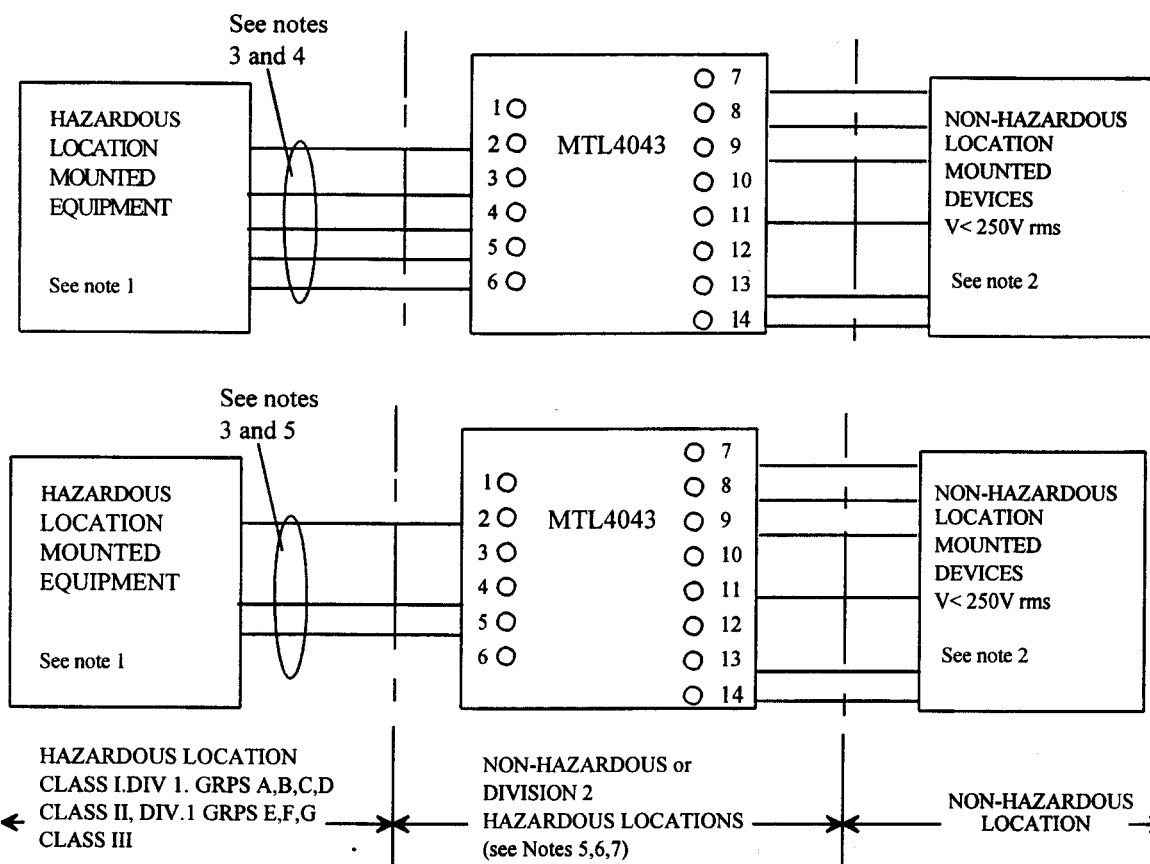 See notes
3 and 4
HAZARDOUS
LOCATION
MOUNTED
EQUIPMENT
See note 1
1
2
3
4
5
6
MTL4043
7
8
9
10
11
12
13
14
NON-HAZARDOUS
LOCATION
MOUNTED
DEVICES
V< 250V rms
See note 2
See notes
3 and 5
HAZARDOUS
LOCATION
MOUNTED
EQUIPMENT
See note 1
1
2
3
4
5
6
MTL4043
7
8
9
10
11
12
13
14
NON-HAZARDOUS
LOCATION
MOUNTED
DEVICES
V< 250V rms
See note 2
HAZARDOUS LOCATION
CLASS I.DIV 1. GRPS A,B,C,D
CLASS II, DIV.1 GRPS E,F,G
CLASS III
NON-HAZARDOUS or
DIVISION 2
HAZARDOUS LOCATIONS
(see Notes 5,6,7)
NON-HAZARDOUS
LOCATION